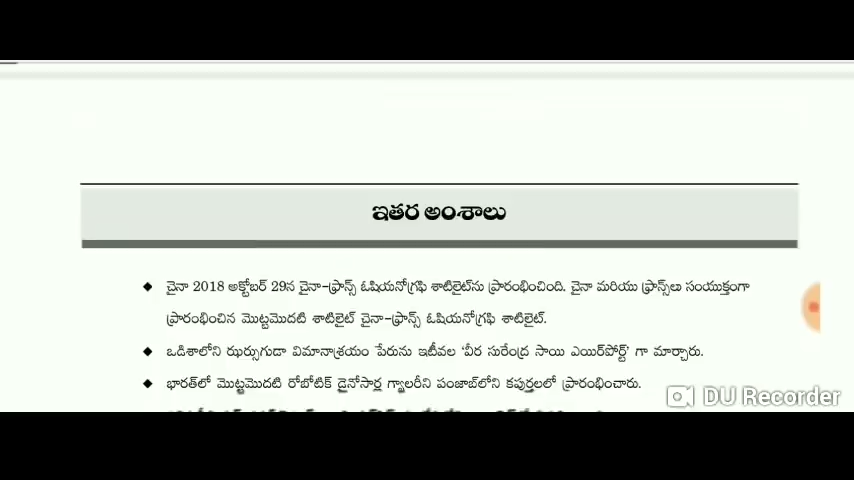 ఇతర అంశాలు
◆ చైనా 2018 అక్టోబర్ 29న చైనా-ఫ్రాన్స్ ఓషియనోగ్రఫి శాటిలైట్‌ను ప్రారంభించింది. చైనా మరియు ఫ్రాన్స్‌లు సంయుక్తంగా
ప్రారంభించిన మొట్టమొదటి శాటిలైట్ చైనా-ఫ్రాన్స్ ఓషియనోగ్రఫి శాటిలైట్.
◆ ఒడిశాలోని ఝర్సుగుడా విమానాశ్రయం పేరును ఇటీవల 'వీర సురేంద్ర సాయి ఎయిర్‌పోర్ట్' గా మార్చారు.
◆ భారత్‌లో మొట్టమొదటి రోబోటిక్ డైనోసార్ల గ్యాలరీని పంజాబ్‌లోని కపుర్తలలో ప్రారంభించారు.
DU Recorder